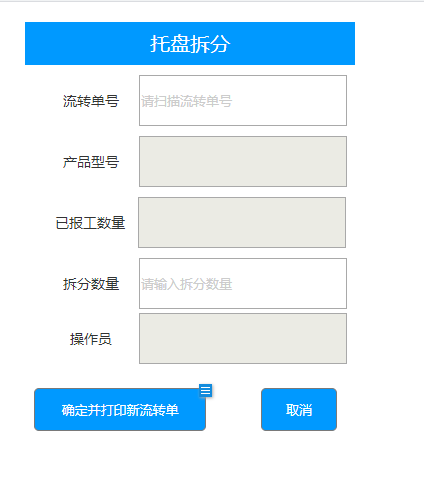 托盘拆分
流转单号 请扫描流转单号
产品型号
已报工数量
拆分数量 请输入拆分数量
操作员
确定并打印新流转单 取消